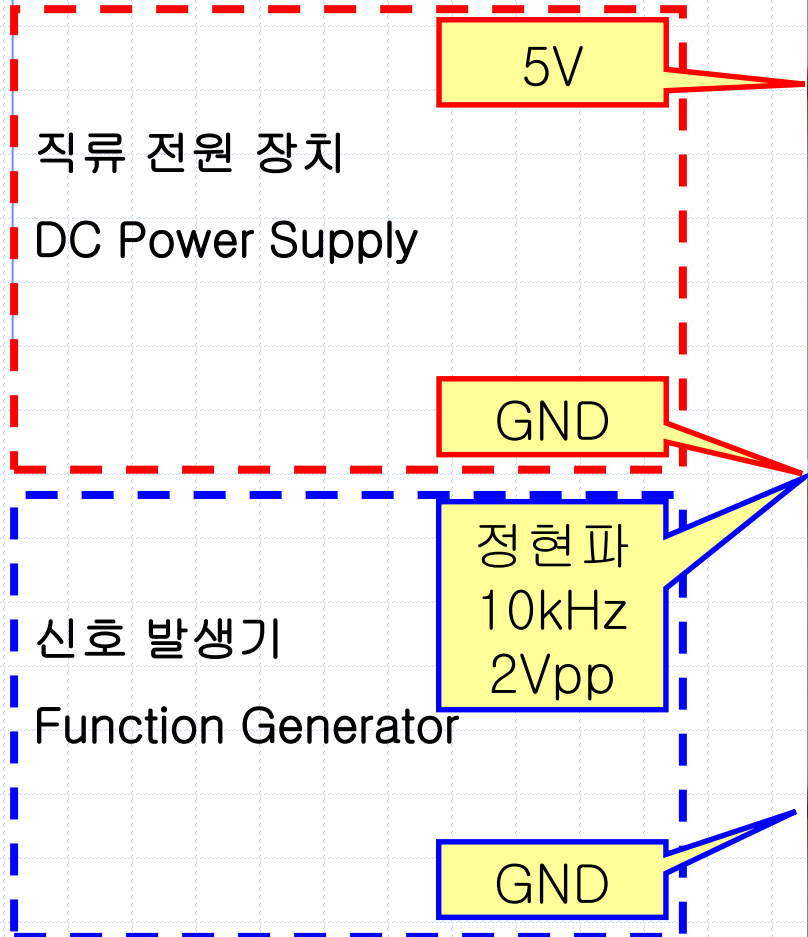 5V
직류 전원 장치
DC Power Supply
GND
정현파
10kHz
2Vpp
신호 발생기
Function Generator
GND